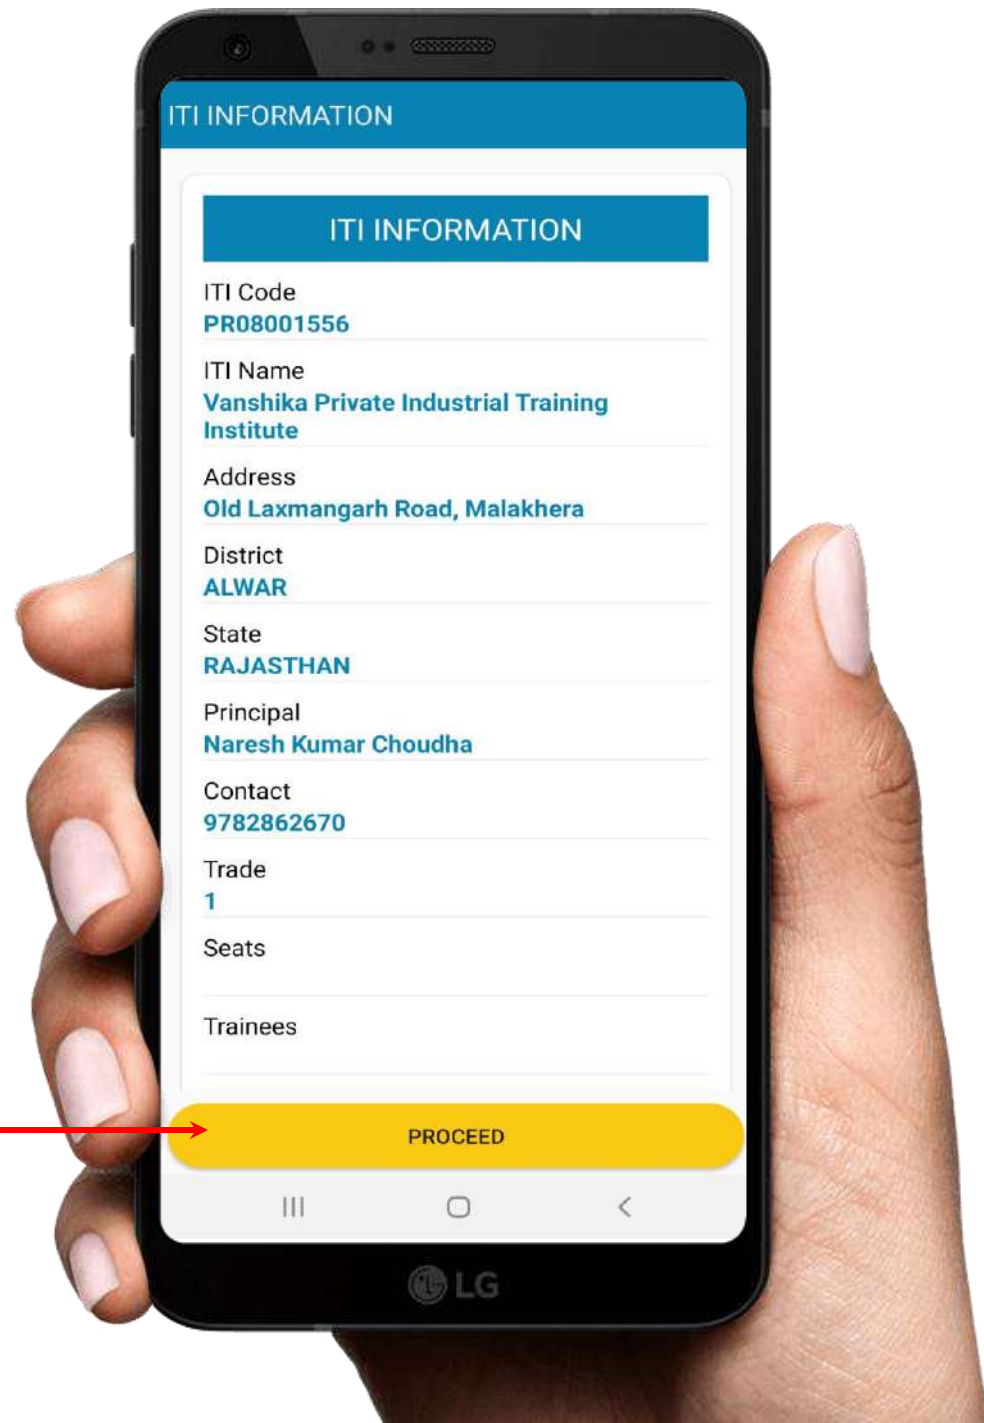 ITI INFORMATION
ITI INFORMATION
ITI Code
PR08001556
ITI Name
Vanshika Private Industrial Training
Institute
Address
Old Laxmangarh Road, Malakhera
District
ALWAR
State
RAJASTHAN
Principal
Naresh Kumar Choudha
Contact
9782862670
Trade
1
Seats
Trainees
PROCEED
LG